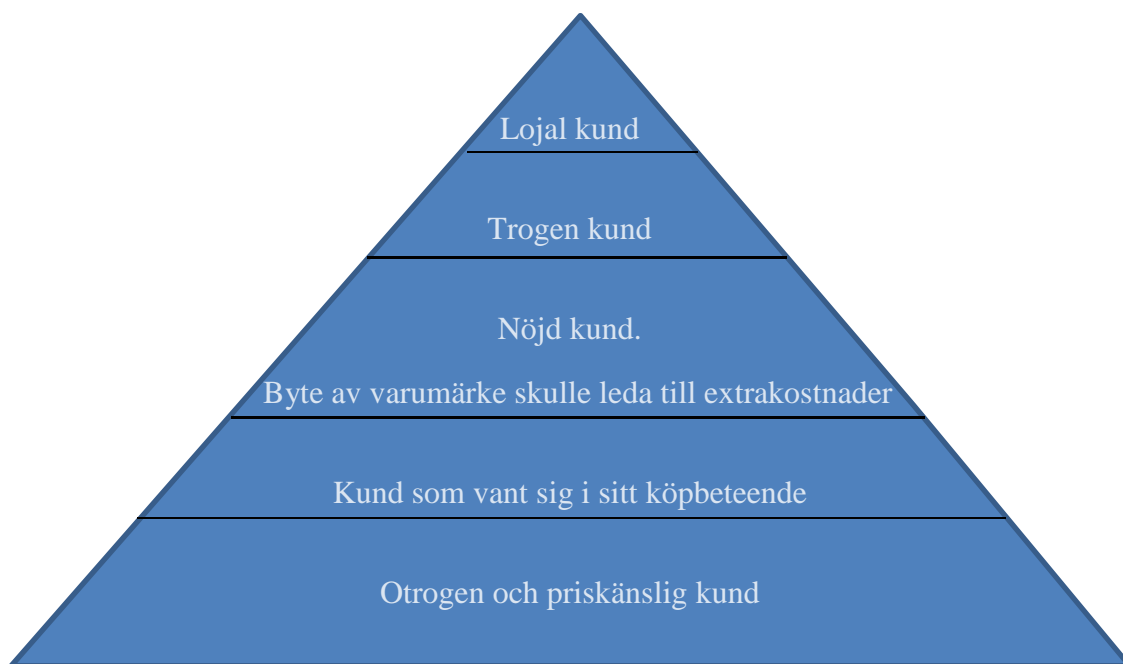 Lojal kund
Trogen kund
Nöjd kund.
Byte av varumärke skulle leda till extrakostnader
Kund som vant sig i sitt köpbeteende
Otrogen och priskänslig kund